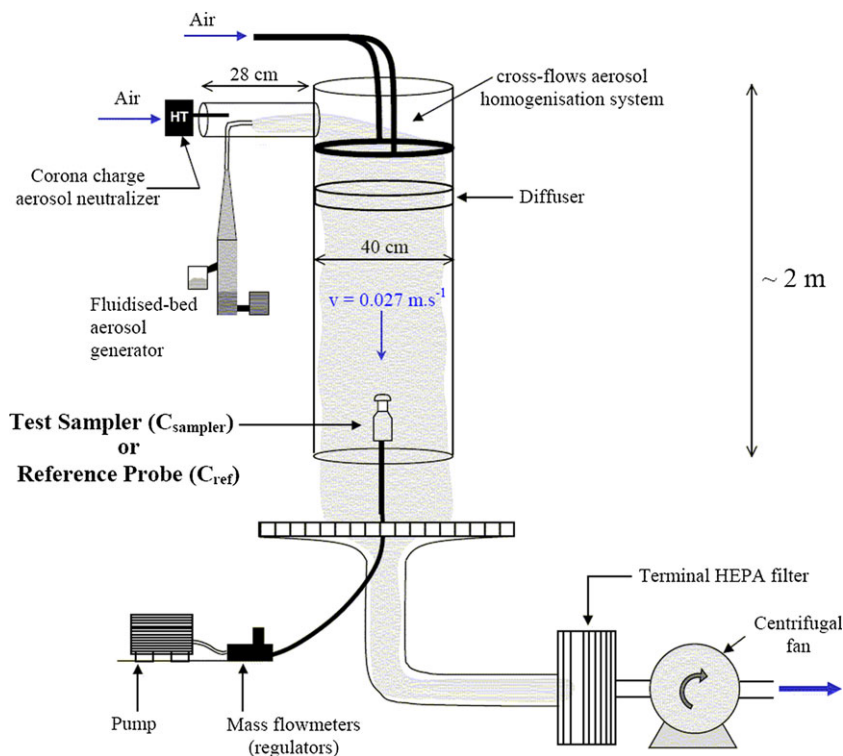 Air
28 cm
cross-flows aerosol
homogenisation system
Air
HT
Corona charge
aerosol neutralizer
Diffuser
40 cm
~ 2 m
v = 0.027 m.s⁻¹
Fluidised-bed
aerosol
generator
Test Sampler (Csampler)
or
Reference Probe (Cref)
Terminal HEPA filter
Centrifugal
fan
Pump
Mass flowmeters
(regulators)